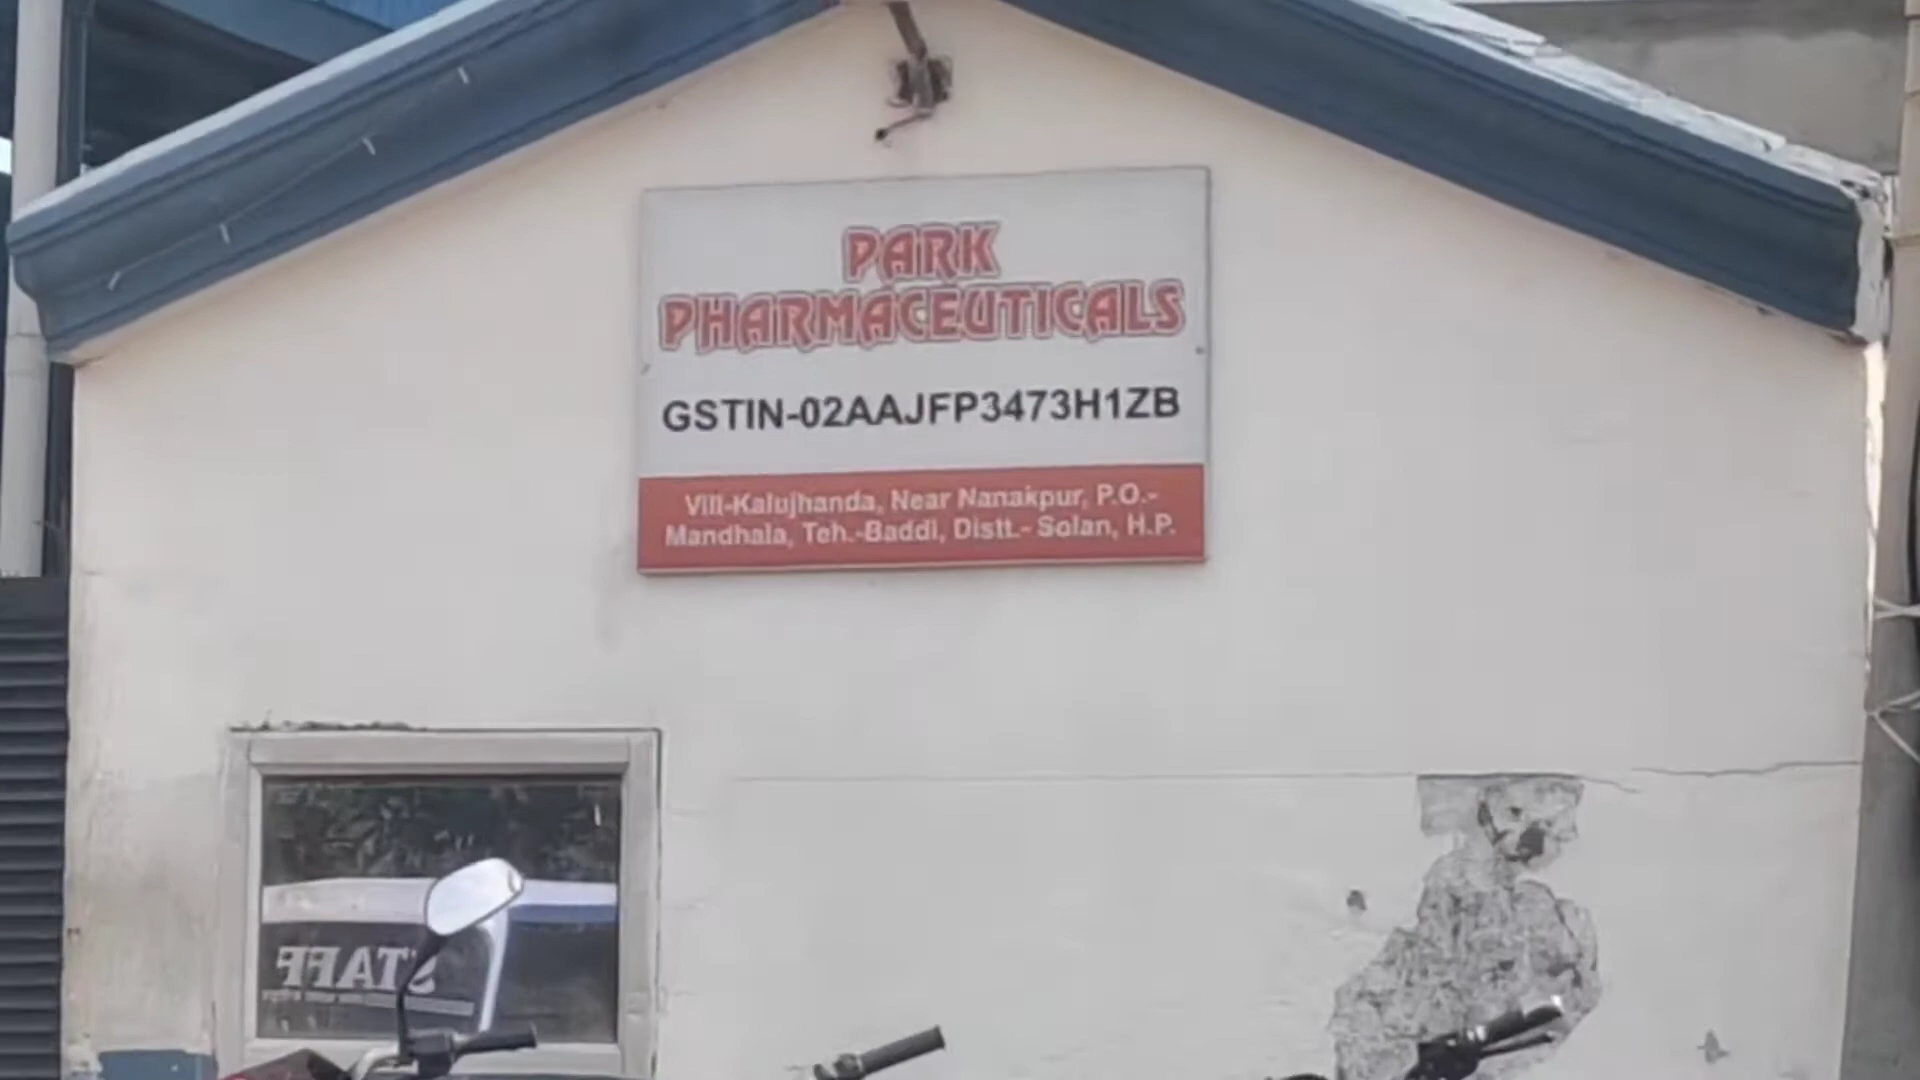 PARK
PHARMACEUTICALS
GSTIN-02AAJFP3473H1ZB
Vill-Kalujhanda, Near Nanakpur, P.O.-
Mandhala, Teh.-Baddi, Distt.- Solan, H.P.
STAFF